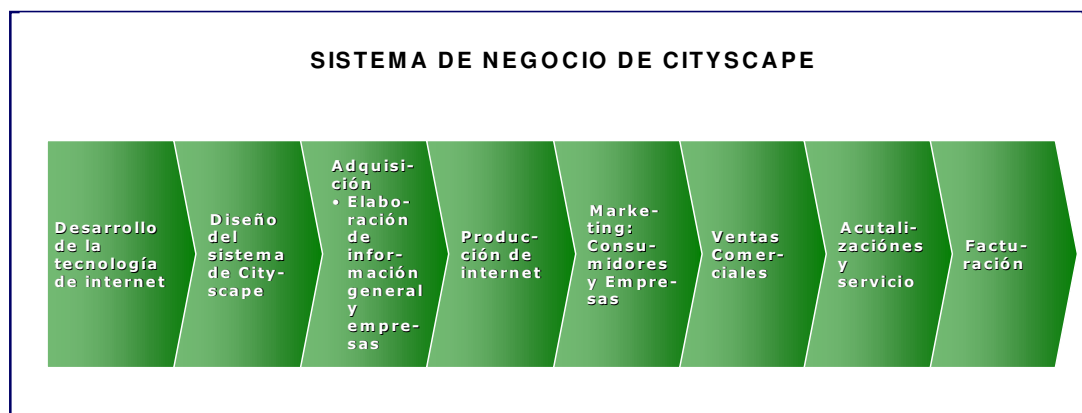 SISTEMA DE NEGOCIO DE CITYSCAPE
Desarrollo
de la
tecnología
de internet
Diseño
del
sistema
de City-
scape
Adquisi-
ción
• Elabo-
ración
de
infor-
mación
general
y
empre-
sas
Produc-
ción de
internet
Marke-
ting:
Consu-
midores
y Empre-
sas
Ventas
Comer-
ciales
Acutali-
zaciónes
y
servicio
Factu-
ración